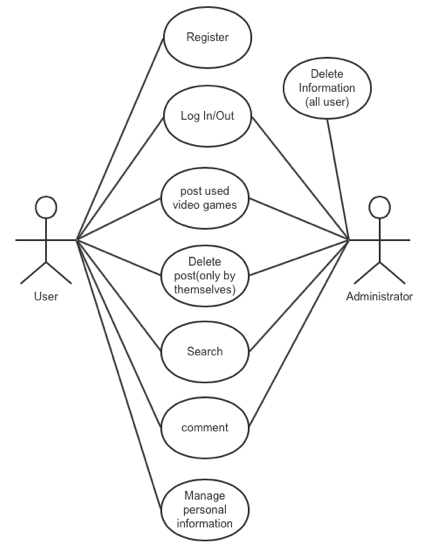 Register
Delete
Information
(all user)
Log In/Out
post used
video games
Delete
post(only by
themselves)
User
Administrator
Search
comment
Manage
personal
information